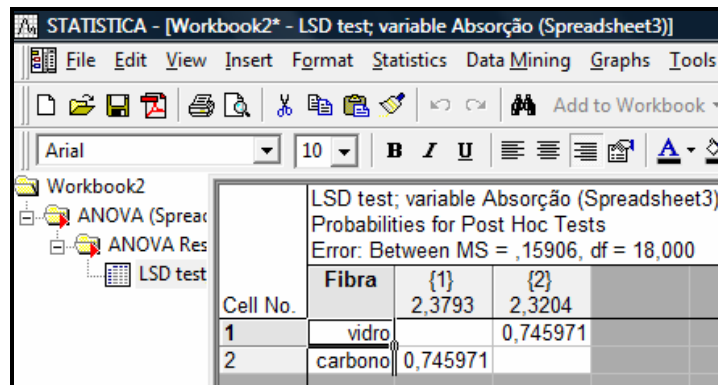 STATISTICA - [Workbook2* - LSD test; variable Absorção (Spreadsheet3)]
File Edit View Insert Format Statistics Data Mining Graphs Tools
Add to Workbook
Arial 10 B I U A
Workbook2
ANOVA (Spread
ANOVA Res
LSD test
LSD test; variable Absorção (Spreadsheet3)
Probabilities for Post Hoc Tests
Error: Between MS = ,15906, df = 18,000
Fibra {1} {2}
Cell No. 2,3793 2,3204
1 vidro 0,745971
2 carbono 0,745971